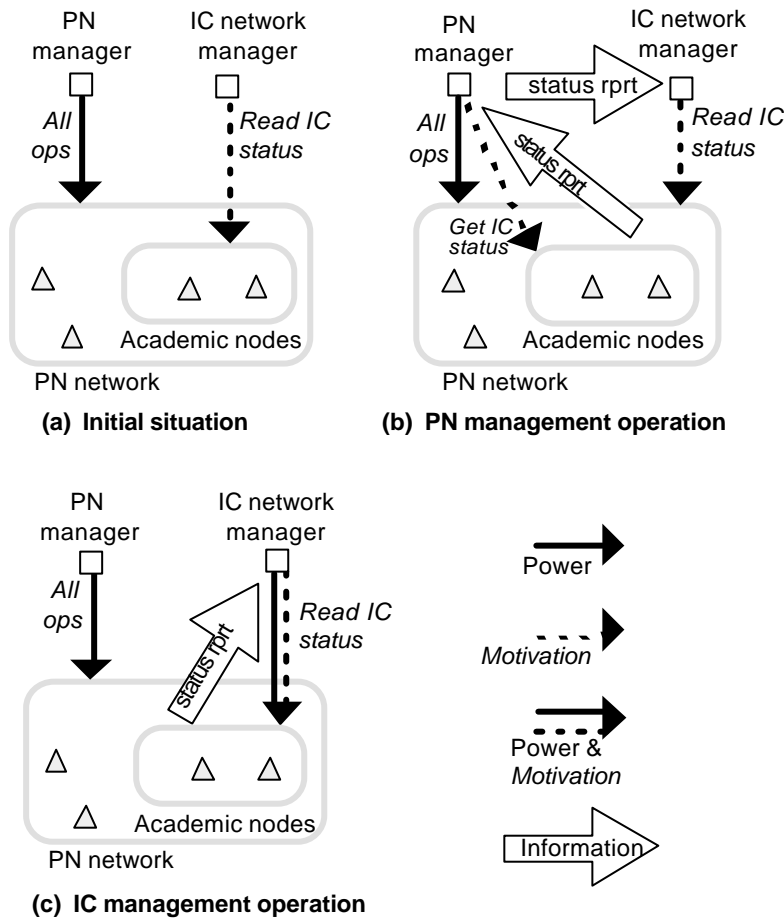 PN
manager
IC network
manager
All
ops
Read IC
status
Academic nodes
PN network
(a) Initial situation
PN
manager
IC network
manager
status rprt
All
ops
Read IC
status
status rprt
Get IC
status
Academic nodes
PN network
(b) PN management operation
PN
manager
IC network
manager
All
ops
Read IC
status
status rprt
Academic nodes
PN network
(c) IC management operation
Power
Motivation
Power &
Motivation
Information